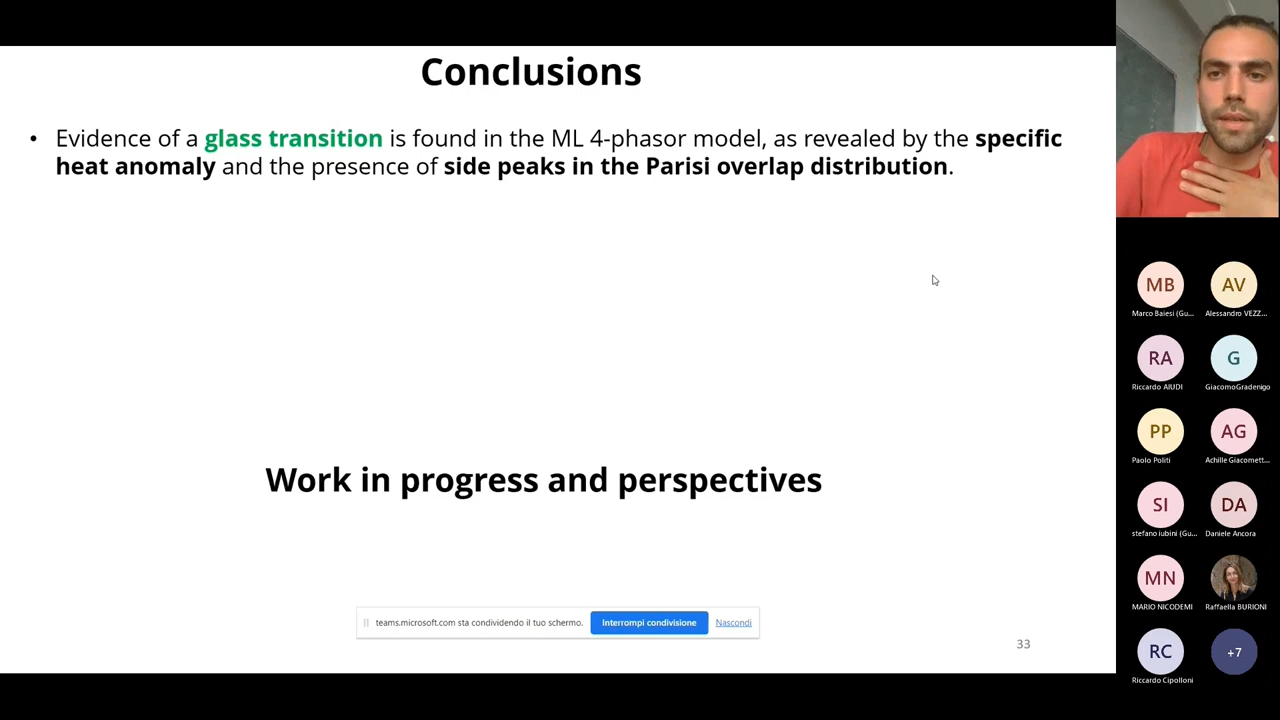 Conclusions
• Evidence of a glass transition is found in the ML 4-phasor model, as revealed by the specific
heat anomaly and the presence of side peaks in the Parisi overlap distribution.
Work in progress and perspectives
teams.microsoft.com sta condividendo il tuo schermo. Interrompi condivisione Nascondi
33
MB AV
Marco Baiesi (Gu... Alessandro VEZZ...
RA G
Riccardo AIUDI GiacomoGradenigo
PP AG
Paolo Politi Achille Giacomett...
SI DA
stefano iubini (Gu... Daniele Ancora
MN
MARIO NICODEMI Raffaella BURIONI
RC +7
Riccardo Cipolloni